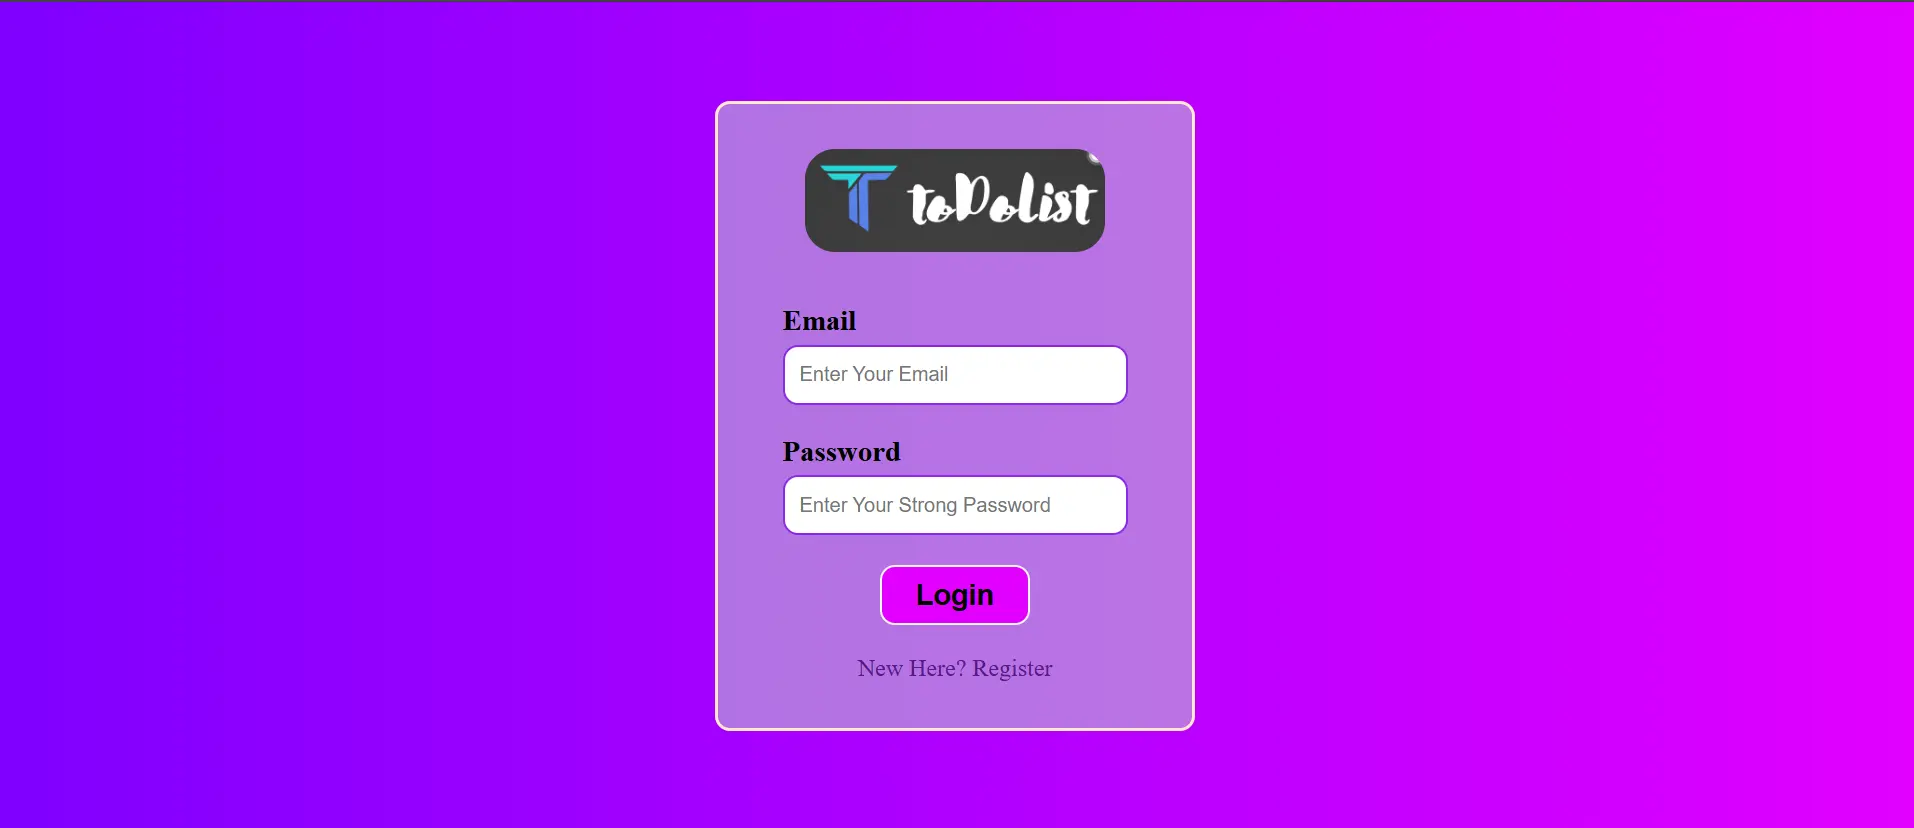 toDolist
Email
Enter Your Email
Password
Enter Your Strong Password
Login
New Here? Register